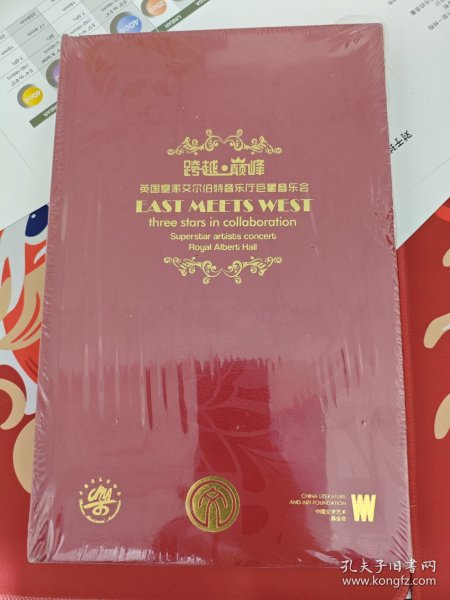 跨越·巅峰
英国皇家艾尔伯特音乐厅巨星音乐会
EAST MEETS WEST
three stars in collaboration
Superstar artists concert
Royal Albert Hall
CMA
CHINA LITERATURE
AND ART FOUNDATION
中国文学艺术
基金会
孔夫子旧书网
www.kongfz.com